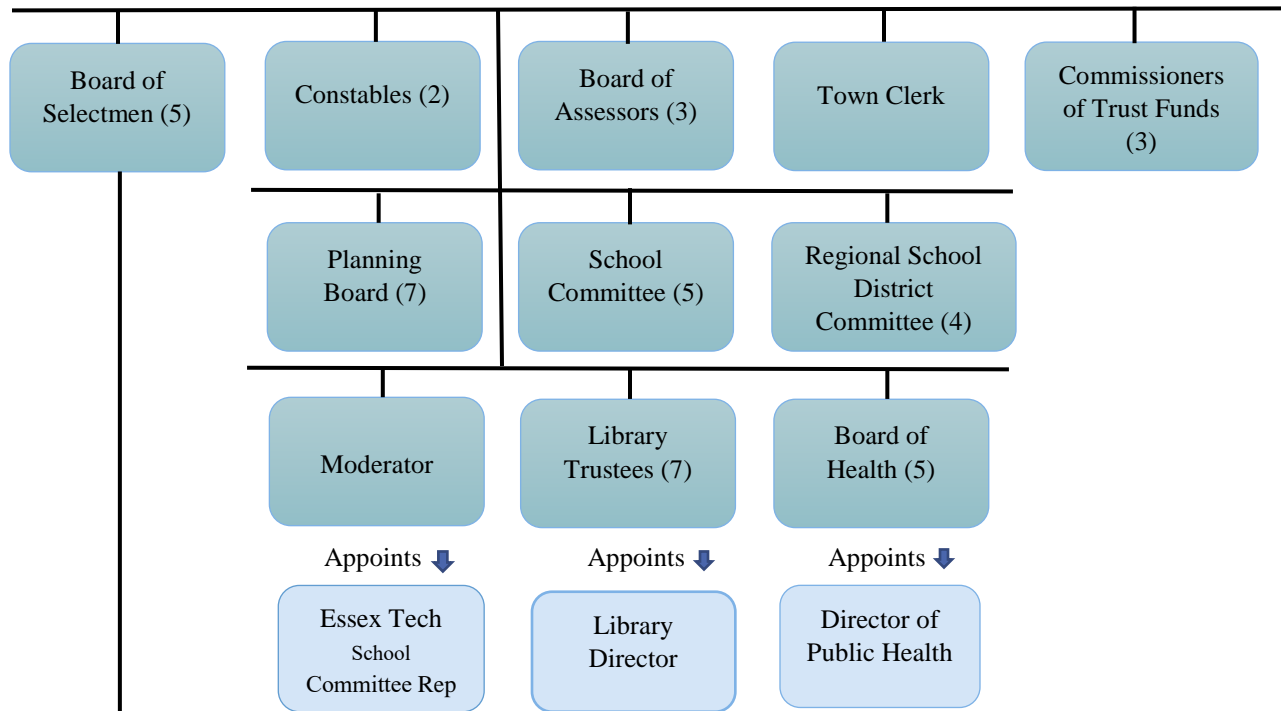 Board of
Selectmen (5)
Constables (2)
Board of
Assessors (3)
Town Clerk
Commissioners
of Trust Funds
(3)
Planning
Board (7)
School
Committee (5)
Regional School
District
Committee (4)
Moderator
Library
Trustees (7)
Board of
Health (5)
Appoints
Appoints
Appoints
Essex Tech
School
Committee Rep
Library
Director
Director of
Public Health